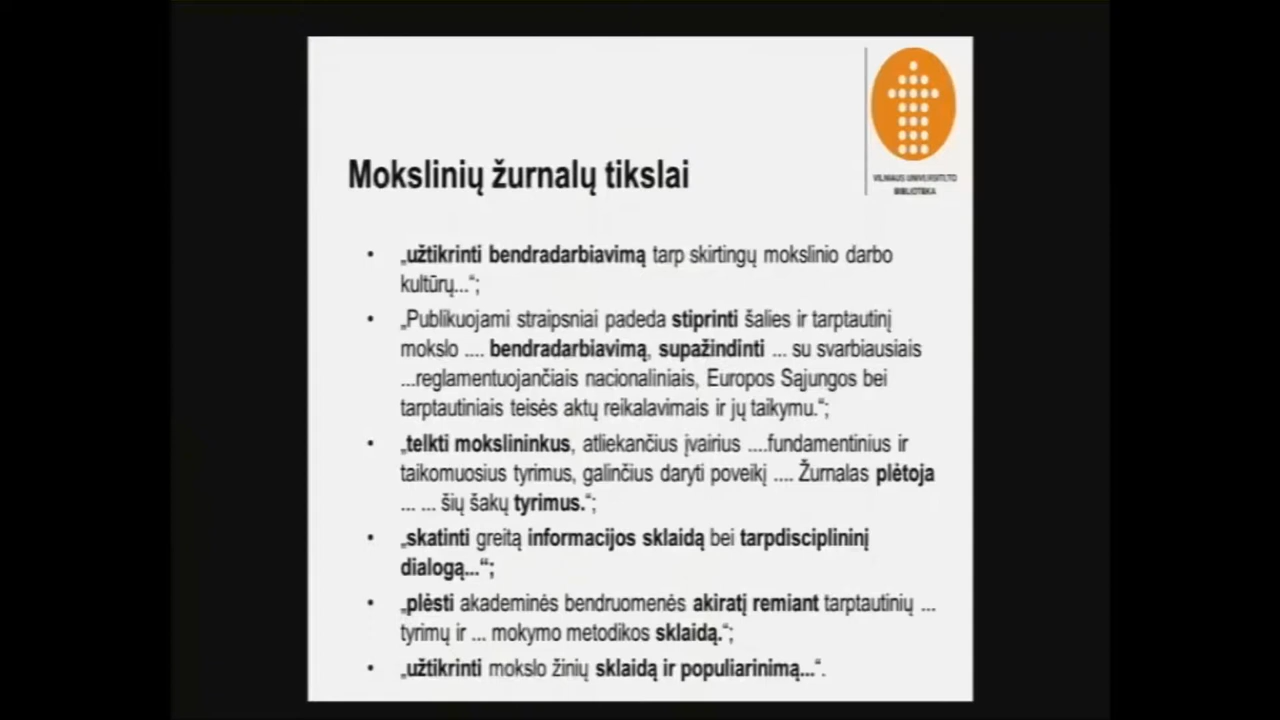 VILNIAUS UNIVERSITETO
BIBLIOTEKA
Mokslinių žurnalų tikslai
• „užtikrinti bendradarbiavimą tarp skirtingų mokslinio darbo
kultūrų...“;
• „Publikuojami straipsniai padeda stiprinti šalies ir tarptautinį
mokslo .... bendradarbiavimą, supažindinti ... su svarbiausiais
...reglamentuojančiais nacionaliniais, Europos Sąjungos bei
tarptautiniais teisės aktų reikalavimais ir jų taikymu.“;
• „telkti mokslininkus, atliekančius įvairius ....fundamentinius ir
taikomuosius tyrimus, galinčius daryti poveikį .... Žurnalas plėtoja
... ... šių šakų tyrimus.“;
• „skatinti greitą informacijos sklaidą bei tarpdisciplininį
dialogą...“;
• „plėsti akademinės bendruomenės akiratį remiant tarptautinių ...
tyrimų ir ... mokymo metodikos sklaidą.“;
• „užtikrinti mokslo žinių sklaidą ir populiarinimą...“.